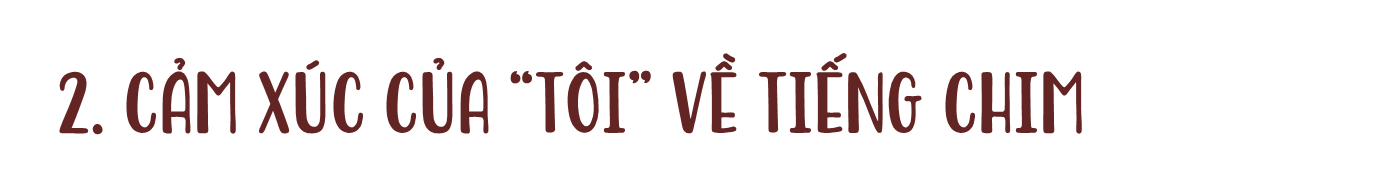 2. CẢM XÚC CỦA “TÔI” VỀ TIẾNG CHIM